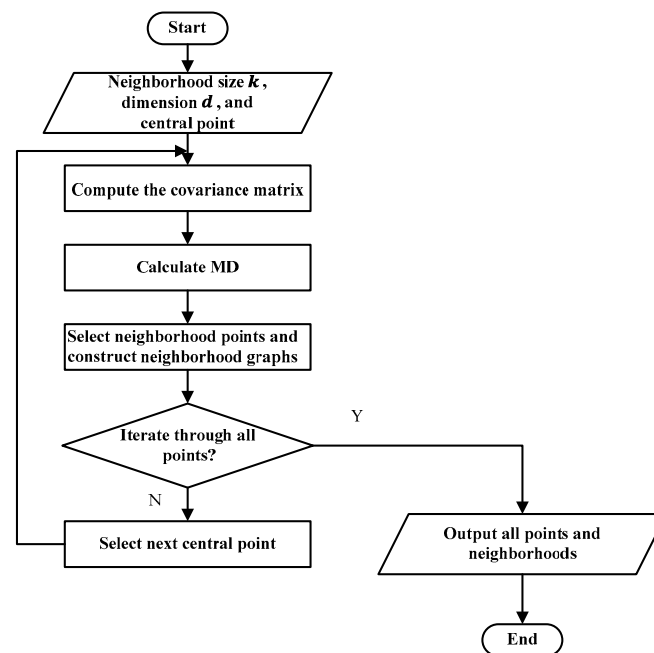 Start
Neighborhood size k ,
dimension d , and
central point
Compute the covariance matrix
Calculate MD
Select neighborhood points and
construct neighborhood graphs
Iterate through all
points?
Y
N
Select next central point
Output all points and
neighborhoods
End